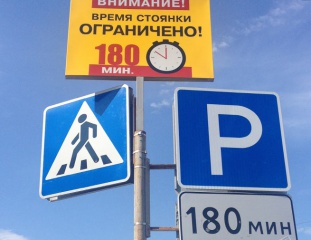 ВНИМАНИЕ!
ВРЕМЯ СТОЯНКИ
ОГРАНИЧЕНО!
180
МИН.
P
180 мин